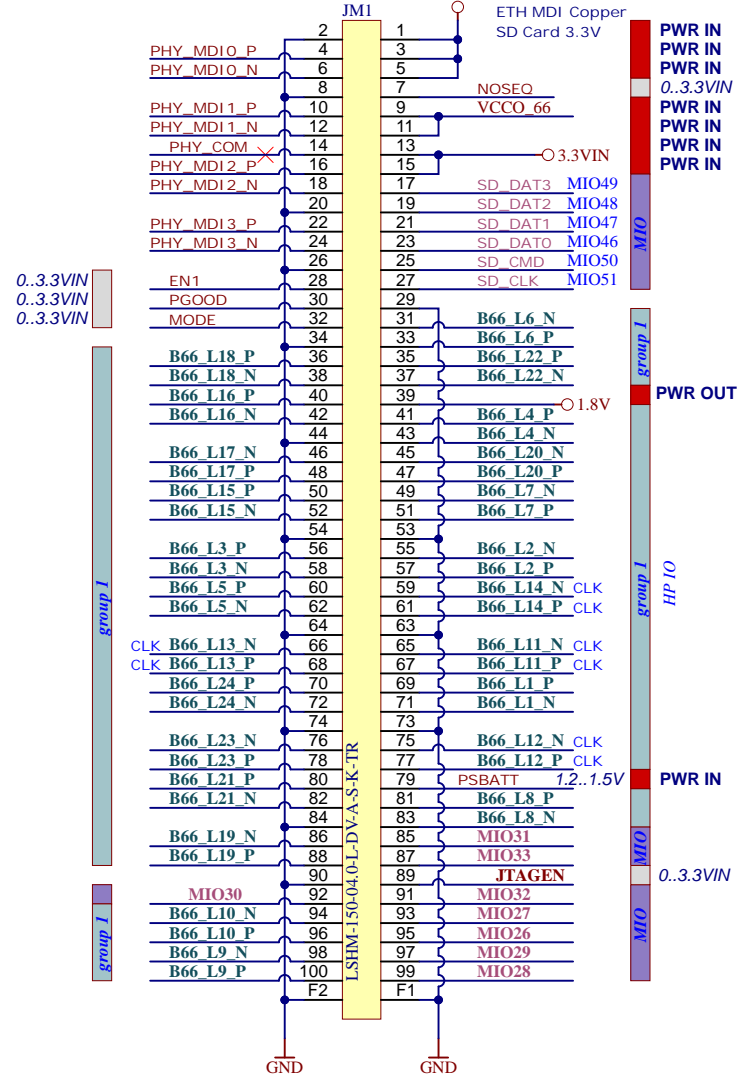 JM1
ETH MDI Copper
SD Card 3.3V
2 1 PWR IN
PHY_MDI0_P 4 3 PWR IN
PHY_MDI0_N 6 5 PWR IN
8 7 NOSEQ 0..3.3VIN
PHY_MDI1_P 10 9 VCCO_66 PWR IN
PHY_MDI1_N 12 11 PWR IN
PHY_COM 14 13 3.3VIN PWR IN
PHY_MDI2_P 16 15 PWR IN
PHY_MDI2_N 18 17 SD_DAT3 MIO49
20 19 SD_DAT2 MIO48
PHY_MDI3_P 22 21 SD_DAT1 MIO47
PHY_MDI3_N 24 23 SD_DAT0 MIO46
MIO
26 25 SD_CMD MIO50
0..3.3VIN EN1 28 27 SD_CLK MIO51
0..3.3VIN PGOOD 30 29
0..3.3VIN MODE 32 31 B66_L6_N
34 33 B66_L6_P
B66_L18_P 36 35 B66_L22_P
group 1
B66_L18_N 38 37 B66_L22_N
B66_L16_P 40 39 1.8V PWR OUT
B66_L16_N 42 41 B66_L4_P
44 43 B66_L4_N
B66_L17_N 46 45 B66_L20_N
B66_L17_P 48 47 B66_L20_P
B66_L15_P 50 49 B66_L7_N
B66_L15_N 52 51 B66_L7_P
54 53
B66_L3_P 56 55 B66_L2_N
B66_L3_N 58 57 B66_L2_P
B66_L5_P 60 59 B66_L14_N CLK
B66_L5_N 62 61 B66_L14_P CLK
group 1
group 1
HP IO
64 63
CLK B66_L13_N 66 65 B66_L11_N CLK
CLK B66_L13_P 68 67 B66_L11_P CLK
B66_L24_P 70 69 B66_L1_P
B66_L24_N 72 71 B66_L1_N
74 73
B66_L23_N 76 75 B66_L12_N CLK
B66_L23_P 78 77 B66_L12_P CLK
B66_L21_P 80 79 PSBATT 1.2..1.5V PWR IN
B66_L21_N 82 81 B66_L8_P
84 83 B66_L8_N
B66_L19_N 86 85 MIO31
MIO
B66_L19_P 88 87 MIO33
90 89 JTAGEN 0..3.3VIN
MIO30 92 91 MIO32
B66_L10_N 94 93 MIO27
B66_L10_P 96 95 MIO26
group 1
MIO
B66_L9_N 98 97 MIO29
B66_L9_P 100 99 MIO28
F2 F1
LSHM-150-04.0-L-DV-A-S-K-TR
GND GND